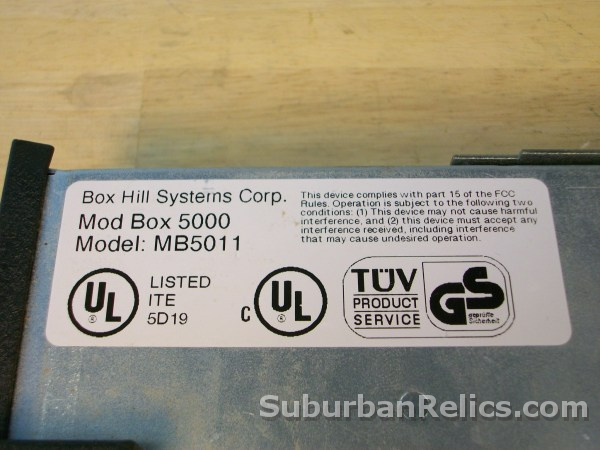 Box Hill Systems Corp.
Mod Box 5000
Model: MB5011
This device complies with part 15 of the FCC
Rules. Operation is subject to the following two
conditions: (1) This device may not cause harmful
interference, and (2) this device must accept any
interference received, including interference
that may cause undesired operation.
UL
LISTED
ITE
5D19
C UL
TÜV
PRODUCT
SERVICE
GS
geprüfte
Sicherheit
SuburbanRelics.com